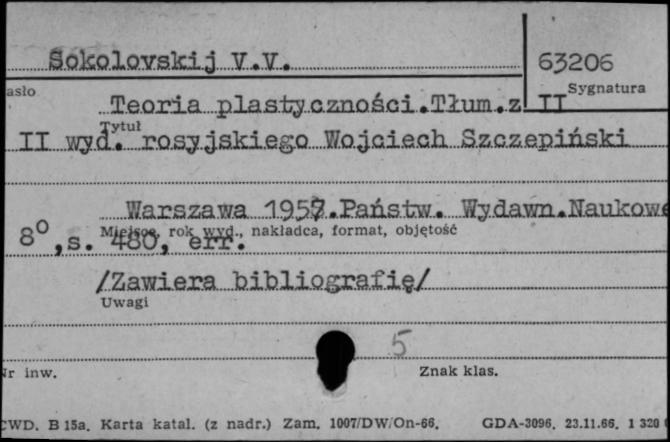 Sokolovskij V.V.
63206
asło
Sygnatura
Teoria plastyczności.Tłum.z II
Tytuł
II wyd. rosyjskiego Wojciech Szczepiński
Warszawa 1957.Państw. Wydawn.Naukowe
Miejsce, rok wyd., nakładca, format, objętość
8°,s. 480, err.
/Zawiera bibliografię/
Uwagi
5
Nr inw.
Znak klas.
CWD. B 15a. Karta katal. (z nadr.) Zam. 1007/DW/On-66. GDA-3096. 23.11.66. 1 320